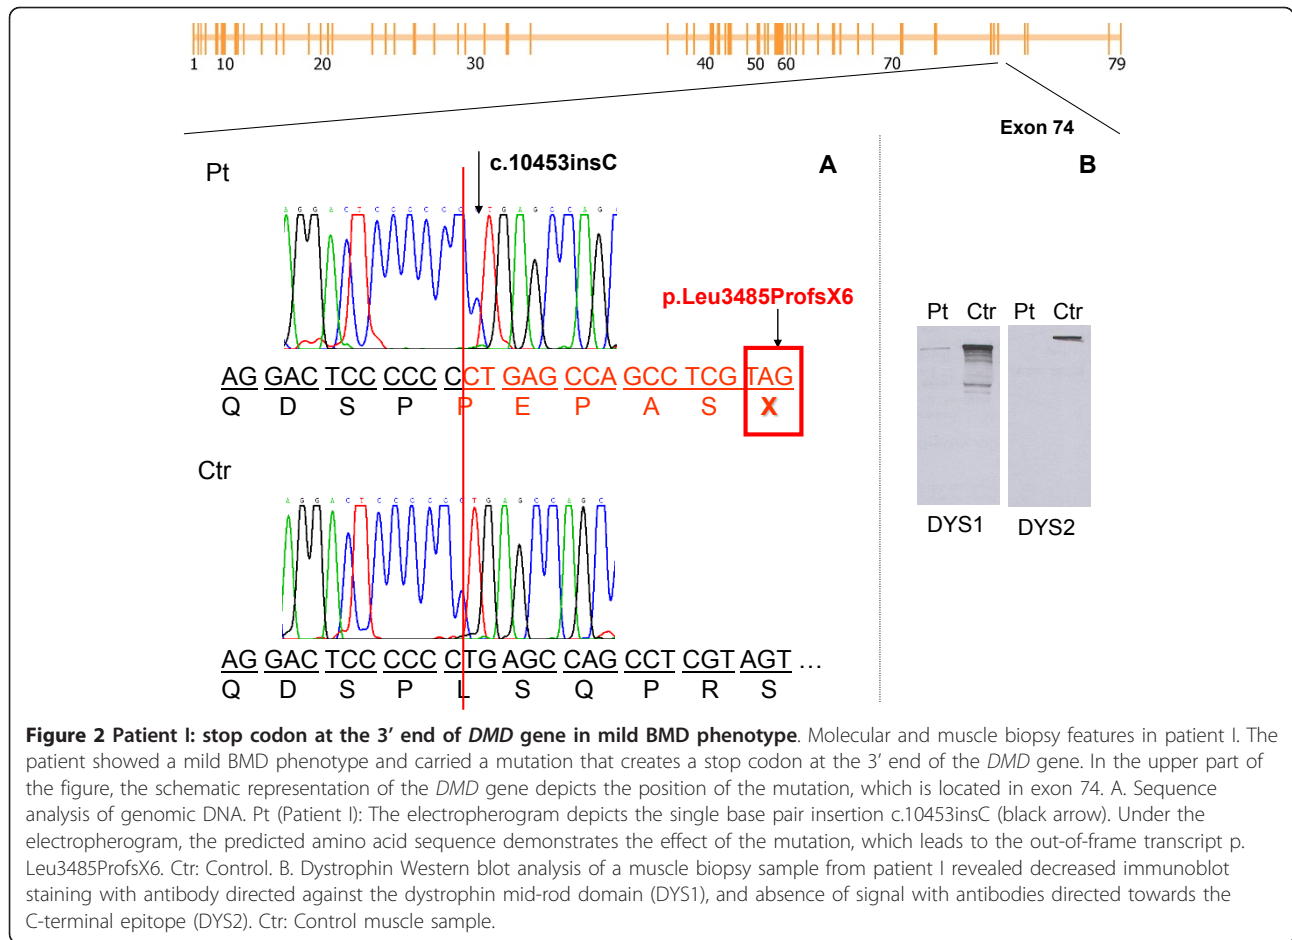 1 10 20 30 40 50 60 70 79
Exon 74
Pt c.10453insC A B
A G G A C T C C C C C C C T G A G C C A G C
p.Leu3485ProfsX6
Pt Ctr Pt Ctr
AG GAC TCC CCC CCT GAG CCA GCC TCG TAG
Q D S P P E P A S X
Ctr
A G G A C T C C C C C C T G A G C C A G C
DYS1 DYS2
AG GAC TCC CCC CTG AGC CAG CCT CGT AGT ...
Q D S P L S Q P R S
Figure 2 Patient I: stop codon at the 3' end of DMD gene in mild BMD phenotype. Molecular and muscle biopsy features in patient I. The
patient showed a mild BMD phenotype and carried a mutation that creates a stop codon at the 3' end of the DMD gene. In the upper part of
the figure, the schematic representation of the DMD gene depicts the position of the mutation, which is located in exon 74. A. Sequence
analysis of genomic DNA. Pt (Patient I): The electropherogram depicts the single base pair insertion c.10453insC (black arrow). Under the
electropherogram, the predicted amino acid sequence demonstrates the effect of the mutation, which leads to the out-of-frame transcript p.
Leu3485ProfsX6. Ctr: Control. B. Dystrophin Western blot analysis of a muscle biopsy sample from patient I revealed decreased immunoblot
staining with antibody directed against the dystrophin mid-rod domain (DYS1), and absence of signal with antibodies directed towards the
C-terminal epitope (DYS2). Ctr: Control muscle sample.